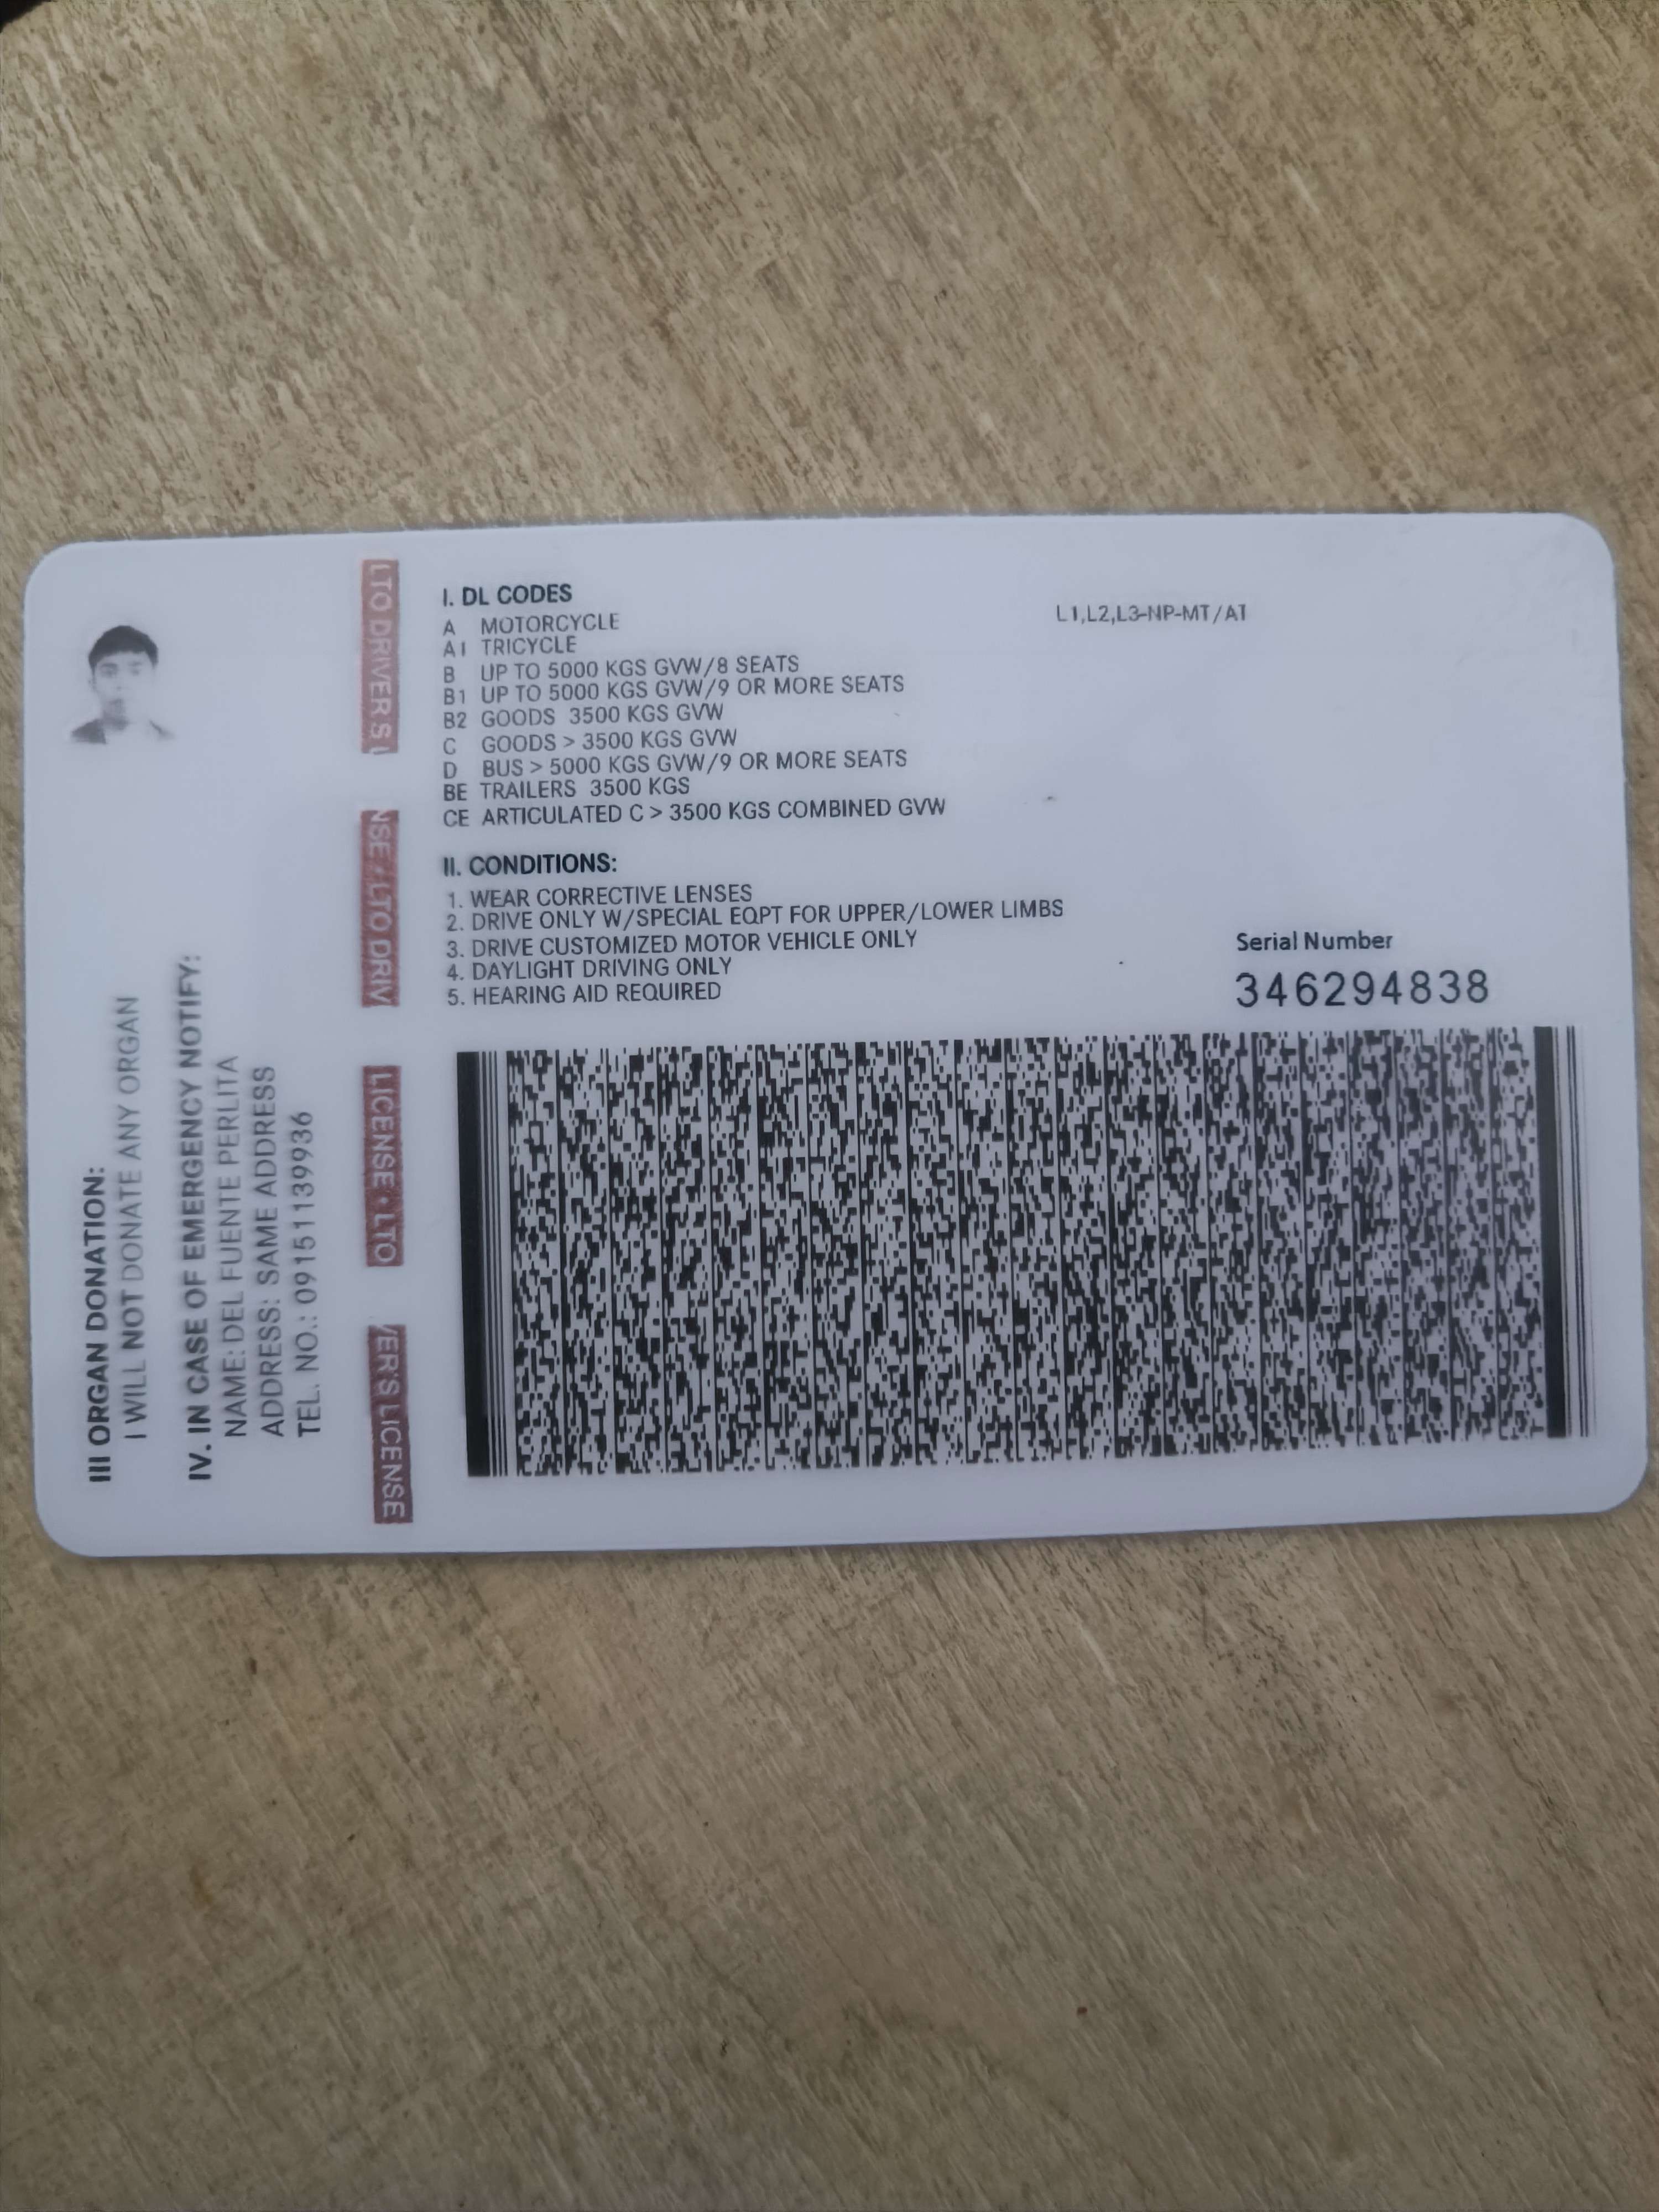 I. DL CODES
A MOTORCYCLE L1,L2,L3-NP-MT/AT
A1 TRICYCLE
B UP TO 5000 KGS GVW/8 SEATS
B1 UP TO 5000 KGS GVW/9 OR MORE SEATS
B2 GOODS 3500 KGS GVW
C GOODS > 3500 KGS GVW
D BUS > 5000 KGS GVW/9 OR MORE SEATS
BE TRAILERS 3500 KGS
CE ARTICULATED C > 3500 KGS COMBINED GVW
II. CONDITIONS:
1. WEAR CORRECTIVE LENSES
2. DRIVE ONLY W/SPECIAL EQPT FOR UPPER/LOWER LIMBS
3. DRIVE CUSTOMIZED MOTOR VEHICLE ONLY
4. DAYLIGHT DRIVING ONLY
5. HEARING AID REQUIRED
Serial Number
346294838
III ORGAN DONATION:
I WILL NOT DONATE ANY ORGAN
IV. IN CASE OF EMERGENCY NOTIFY:
NAME: DEL FUENTE PERLITA
ADDRESS: SAME ADDRESS
TEL. NO.: 09151139936
LTO DRIVER'S L
NSE • LTO DRIV
LICENSE • LTO
VER'S LICENSE